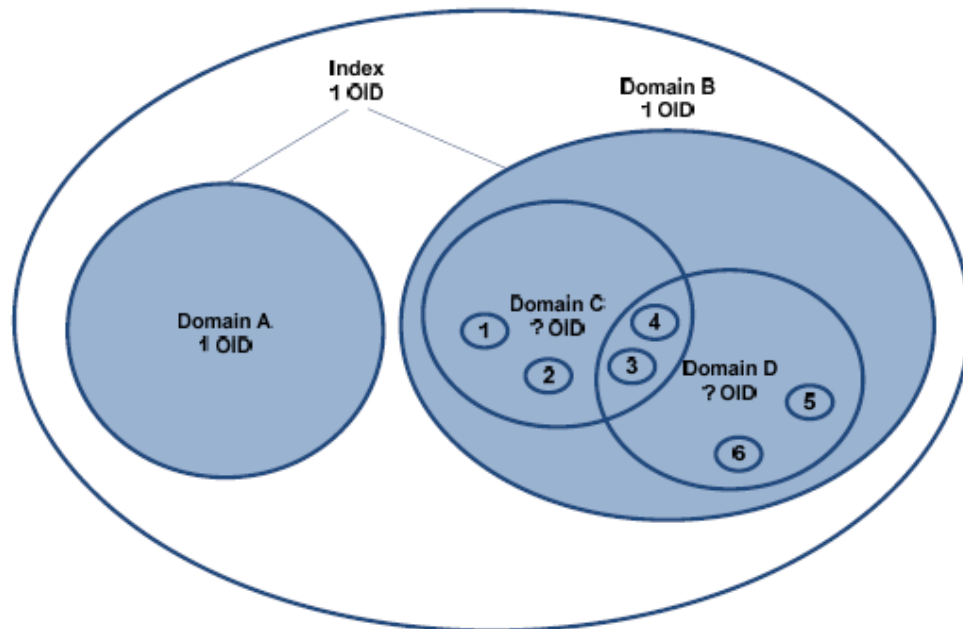 Index
1 OID
Domain B
1 OID
Domain A
1 OID
Domain C
? OID
1
2
4
3
Domain D
? OID
5
6